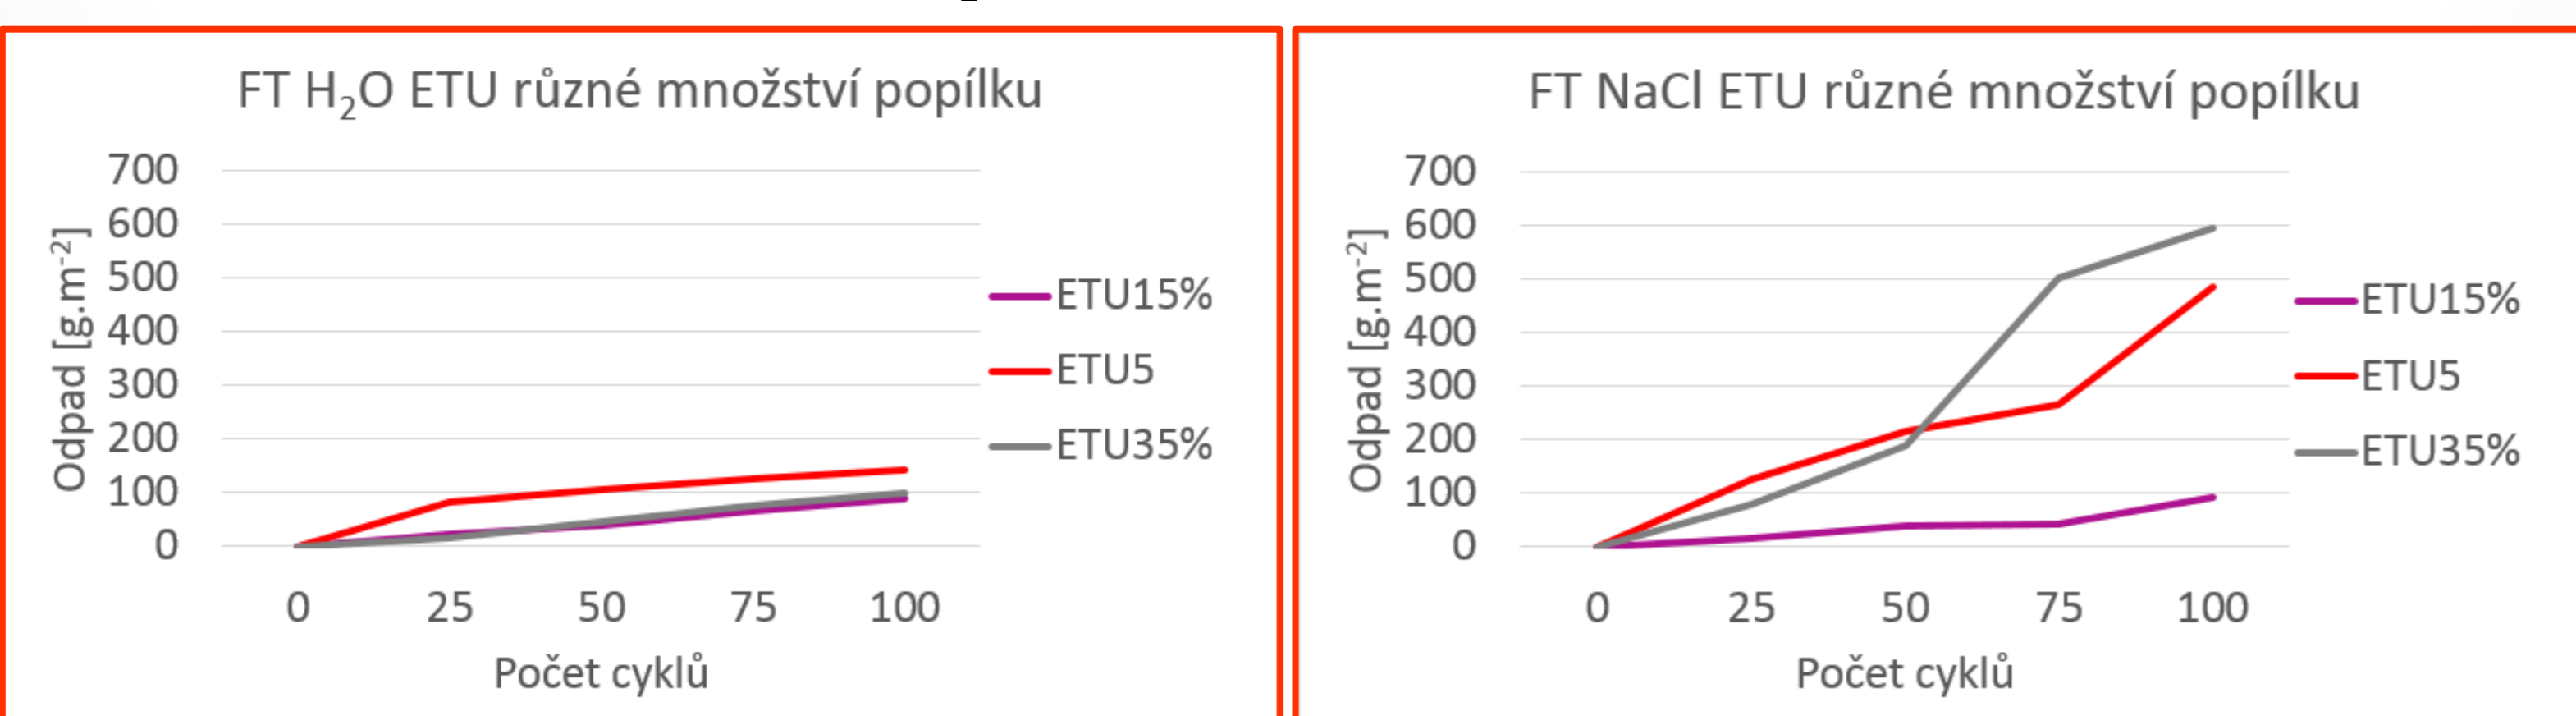 FT H₂O ETU různé množství popílku
700
600
500
400
300
200
100
0
Odpad [g.m⁻²]
0 25 50 75 100
Počet cyklů
ETU15%
ETU5
ETU35%
FT NaCl ETU různé množství popílku
700
600
500
400
300
200
100
0
Odpad [g.m⁻²]
0 25 50 75 100
Počet cyklů
ETU15%
ETU5
ETU35%